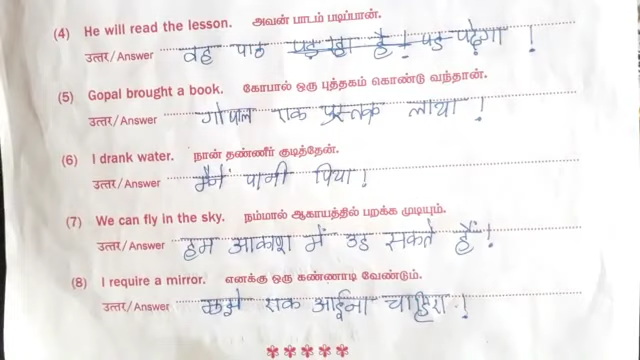 (4) He will read the lesson. அவன் பாடம் படிப்பான்.
उत्तर/Answer वह पाठ पड़ रहा है! पड पढ़ेगा !
(5) Gopal brought a book. கோபால் ஒரு புத்தகம் கொண்டு வந்தான்.
उत्तर/Answer गोपाल एक पुस्तक लाया !
(6) I drank water. நான் தண்ணீர் குடித்தேன்.
उत्तर/Answer मैनें पानी पिया !
(7) We can fly in the sky. நம்மால் ஆகாயத்தில் பறக்க முடியும்.
उत्तर/Answer हम आकाश में उड सकते हैं !
(8) I require a mirror. எனக்கு ஒரு கண்ணாடி வேண்டும்.
उत्तर/Answer मुझे एक आईना चाहिए !